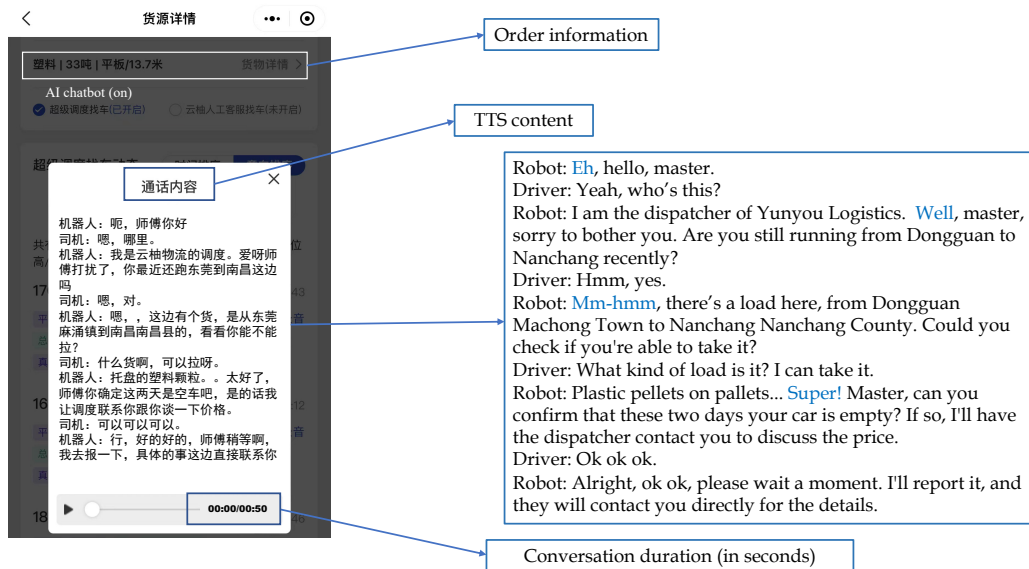 货源详情
塑料 | 33吨 | 平板/13.7米
货物详情 >
AI chatbot (on)
超级调度找车(已开启)
云柚人工客服找车(未开启)
通话内容
机器人：呃，师傅你好
司机：嗯，哪里。
机器人：我是云柚物流的调度。爱呀师
傅打扰了，你最近还跑东莞到南昌这边
吗
司机：嗯，对。
机器人：嗯，，这边有个货，是从东莞
麻涌镇到南昌南昌县的，看看你能不能
拉？
司机：什么货啊，可以拉呀。
机器人：托盘的塑料颗粒。。太好了，
师傅你确定这两天是空车吧，是的话我
让调度联系你跟你谈一下价格。
司机：可以可以可以。
机器人：行，好的好的，师傅稍等啊，
我去报一下，具体的事这边直接联系你
00:00/00:50
Order information
TTS content
Robot: Eh, hello, master.
Driver: Yeah, who's this?
Robot: I am the dispatcher of Yunyou Logistics. Well, master,
sorry to bother you. Are you still running from Dongguan to
Nanchang recently?
Driver: Hmm, yes.
Robot: Mm-hmm, there's a load here, from Dongguan
Machong Town to Nanchang Nanchang County. Could you
check if you're able to take it?
Driver: What kind of load is it? I can take it.
Robot: Plastic pellets on pallets... Super! Master, can you
confirm that these two days your car is empty? If so, I'll have
the dispatcher contact you to discuss the price.
Driver: Ok ok ok.
Robot: Alright, ok ok, please wait a moment. I'll report it, and
they will contact you directly for the details.
Conversation duration (in seconds)